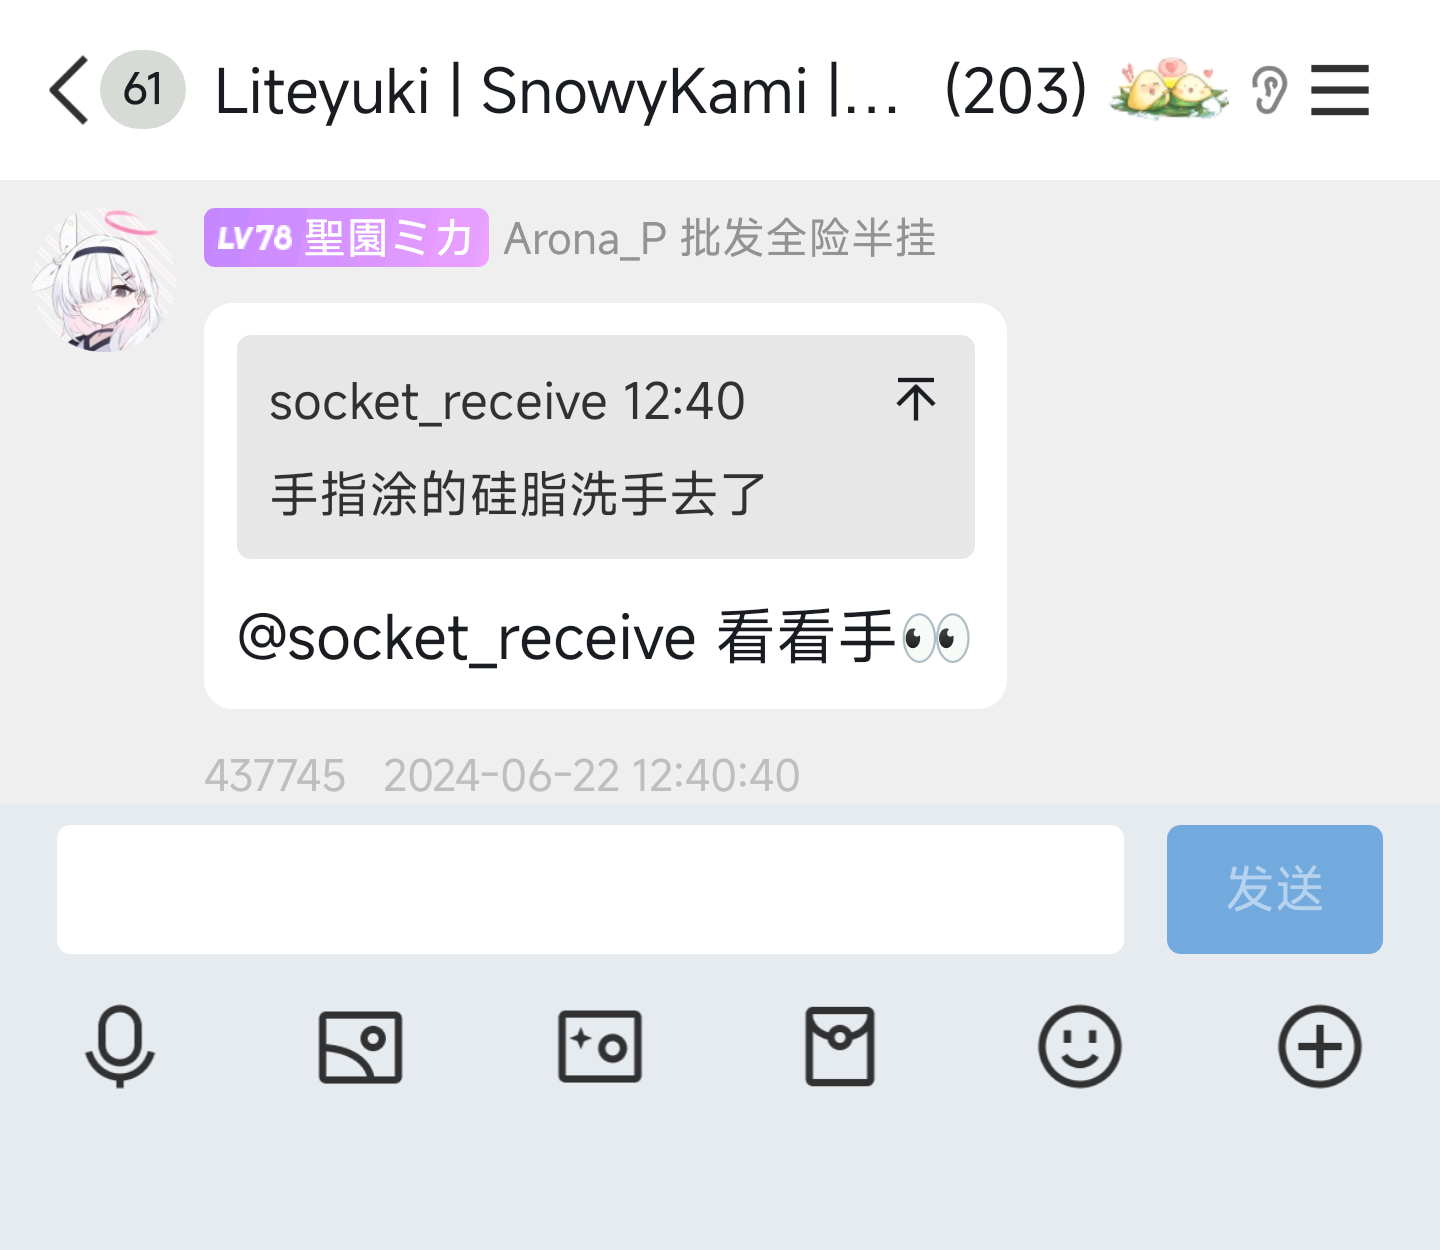 61 Liteyuki | SnowyKami |... (203)
LV78 聖園ミカ Arona_P 批发全险半挂
socket_receive 12:40
手指涂的硅脂洗手去了
@socket_receive 看看手👀
437745 2024-06-22 12:40:40
发送